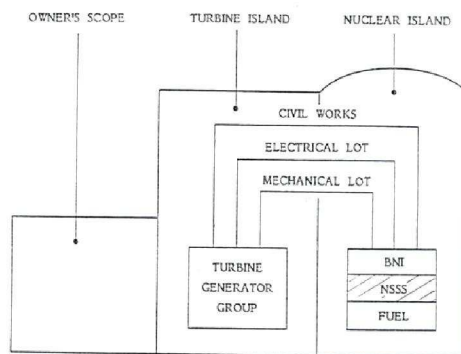 OWNER'S SCOPE
TURBINE ISLAND
NUCLEAR ISLAND
CIVIL WORKS
ELECTRICAL LOT
MECHANICAL LOT
TURBINE
GENERATOR
GROUP
BNI
NSSS
FUEL